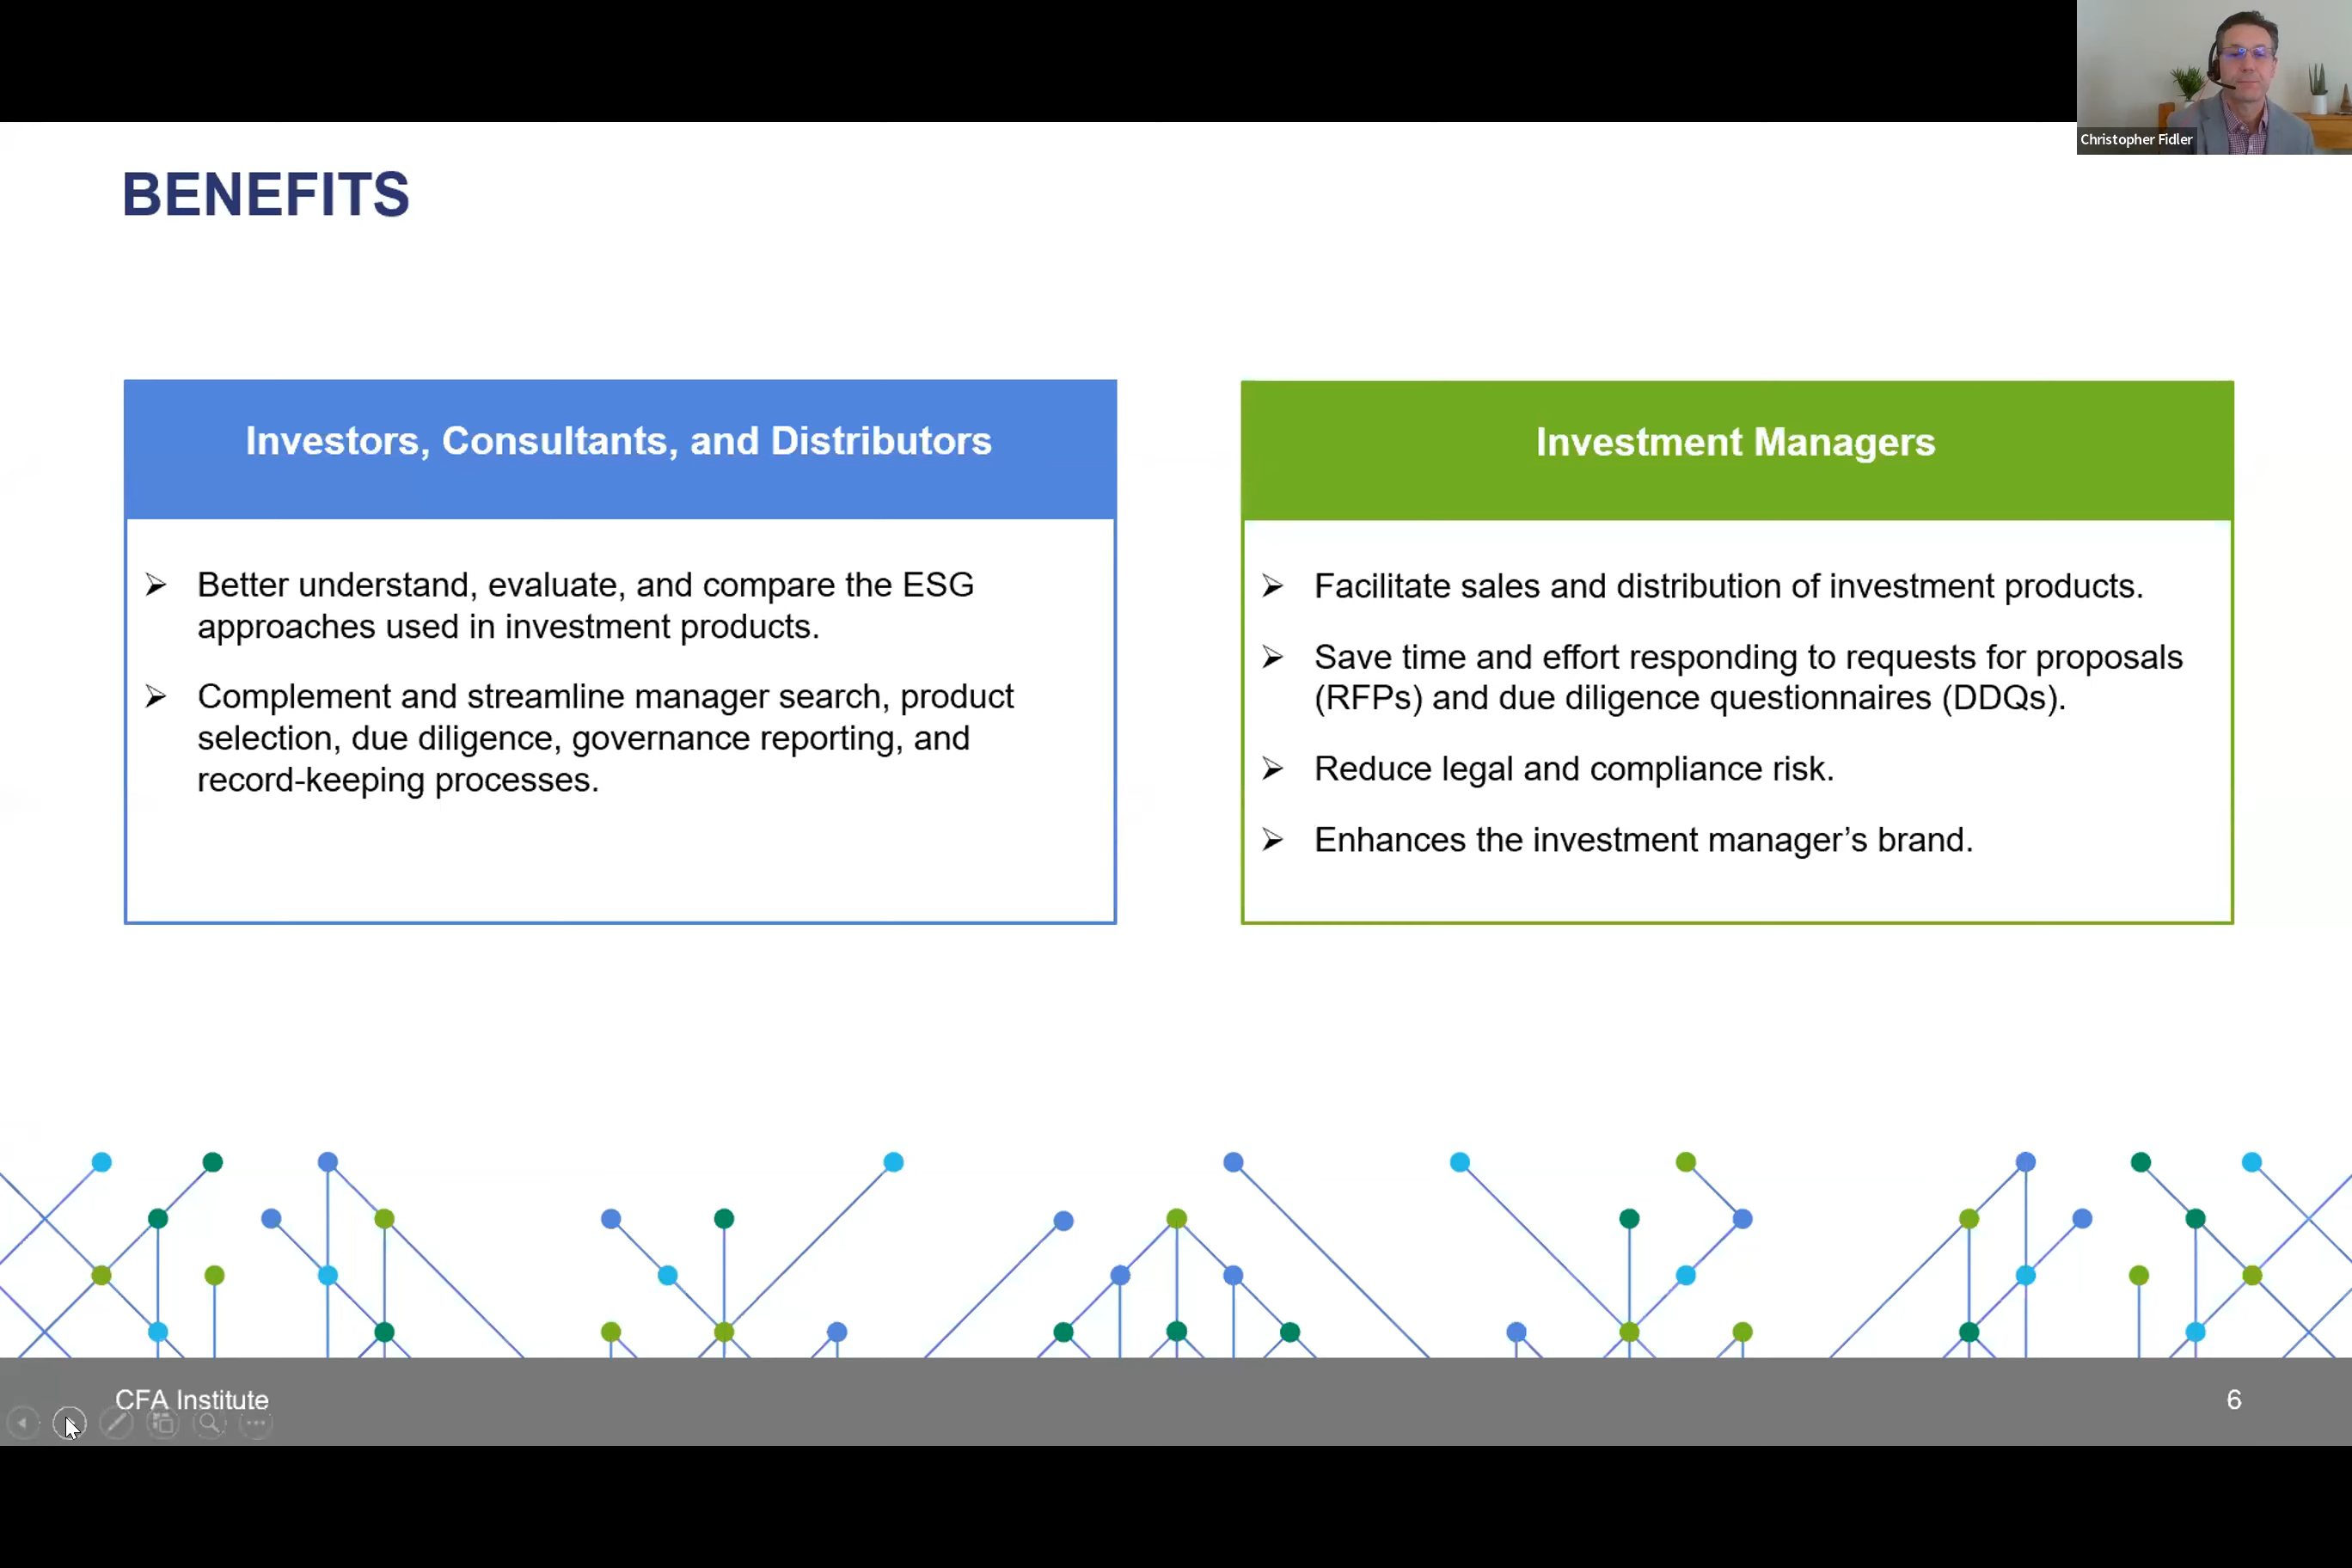 Christopher Fidler
BENEFITS
Investors, Consultants, and Distributors
➢ Better understand, evaluate, and compare the ESG
approaches used in investment products.
➢ Complement and streamline manager search, product
selection, due diligence, governance reporting, and
record-keeping processes.
Investment Managers
➢ Facilitate sales and distribution of investment products.
➢ Save time and effort responding to requests for proposals
(RFPs) and due diligence questionnaires (DDQs).
➢ Reduce legal and compliance risk.
➢ Enhances the investment manager’s brand.
CFA Institute
6